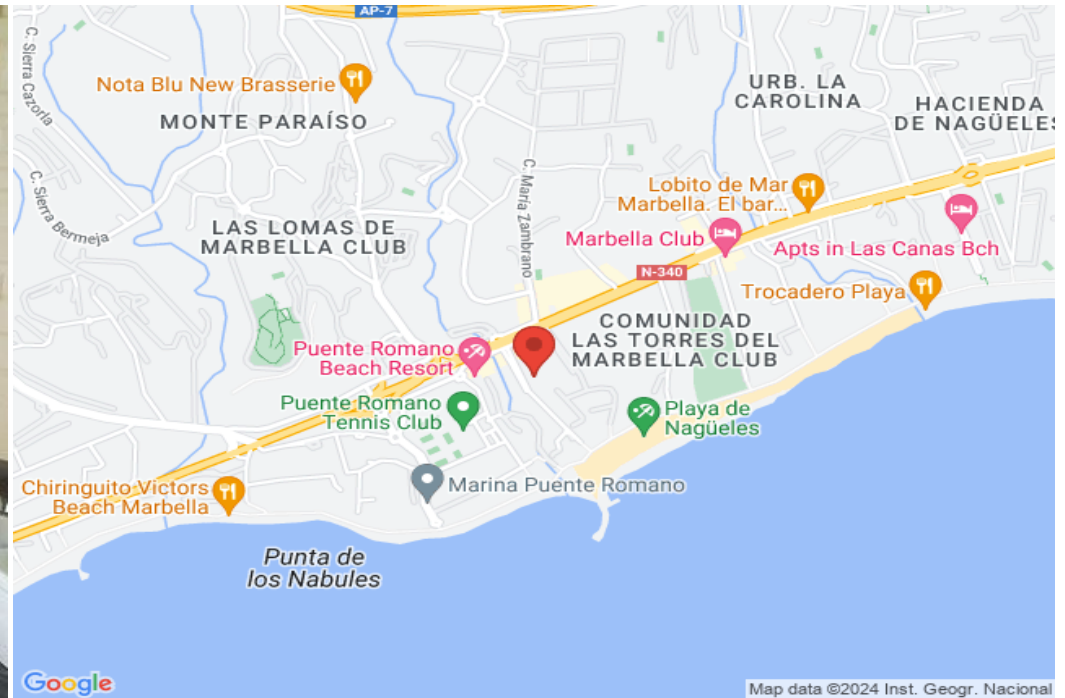 AP-7
C. Sierra Cazorla
Nota Blu New Brasserie
MONTE PARAÍSO
URB. LA
CAROLINA
HACIENDA
DE NAGÜELES
C. Sierra Bermeja
C. María Zambrano
Lobito de Mar
Marbella. El bar...
LAS LOMAS DE
MARBELLA CLUB
Marbella Club
Apts in Las Canas Bch
N-340
Trocadero Playa
COMUNIDAD
LAS TORRES DEL
MARBELLA CLUB
Puente Romano
Beach Resort
Puente Romano
Tennis Club
Playa de
Nagüeles
Chiringuito Victors
Beach Marbella
Marina Puente Romano
Punta de
los Nabules
Google
Map data ©2024 Inst. Geogr. Nacional